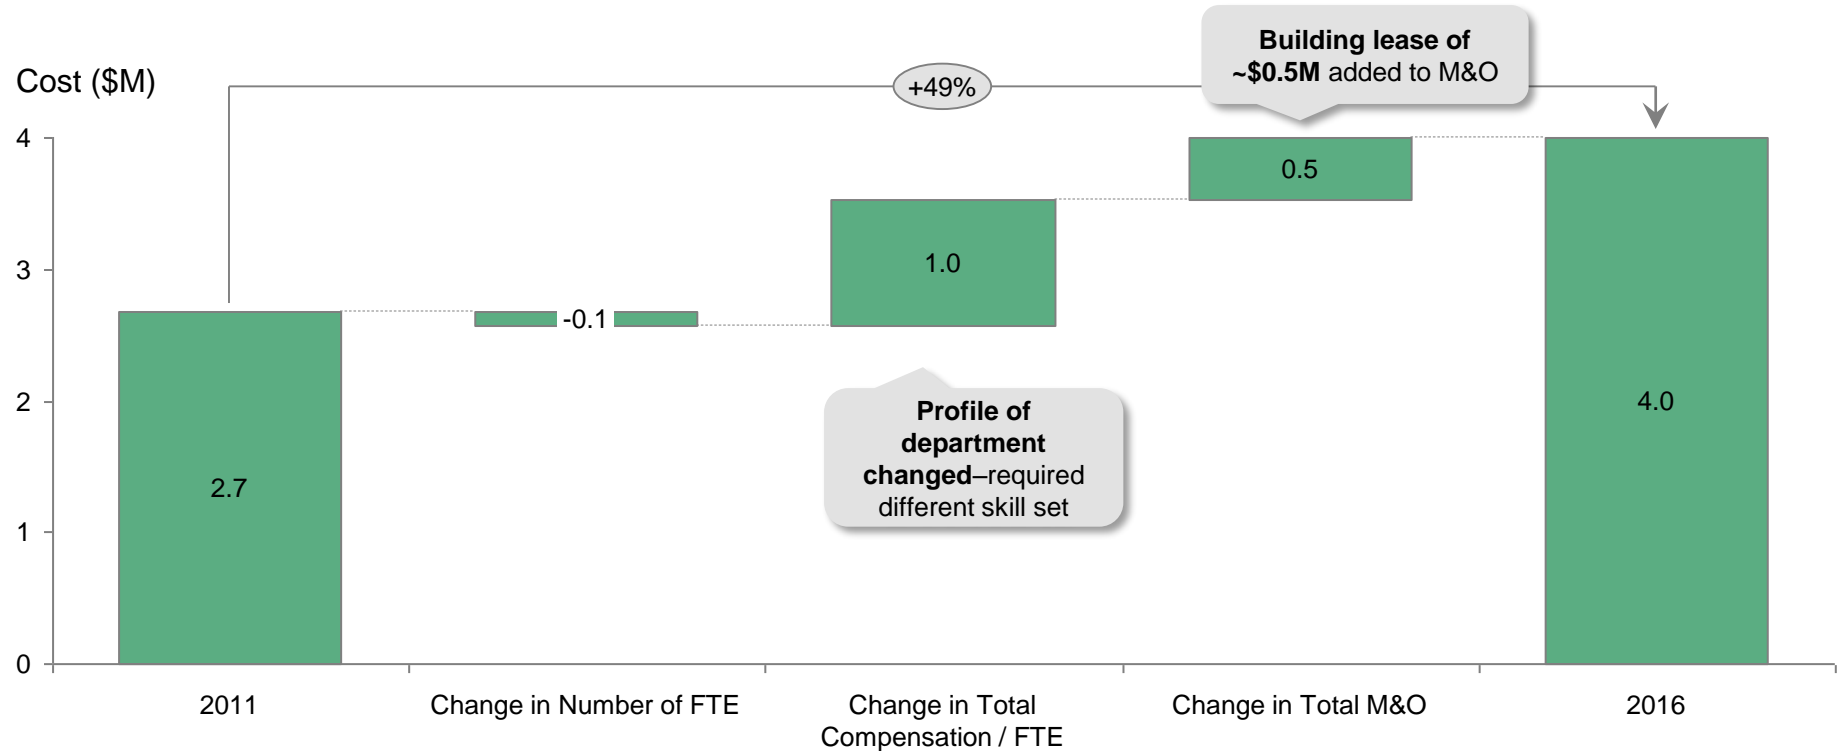 Building lease of
~$0.5M added to M&O
Cost ($M)
+49%
4
0.5
1.0
3
-0.1
2
Profile of
department
changed–required
different skill set
4.0
2.7
1
0
2011
Change in Number of FTE
Change in Total
Compensation / FTE
Change in Total M&O
2016